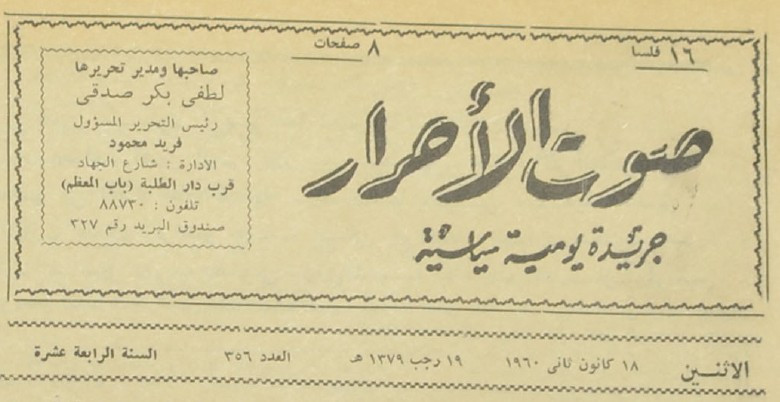 ١٦ فلسا
٨ صفحات
صوت الأحرار
جريدة يومية سياسية
صاحبها ومدير تحريرها
لطفي بكر صدقي
رئيس التحرير المسؤول
فريد محمود
الادارة : شارع الجهاد
قرب دار الطلبة (باب المعظم)
تلفون : ٨٨٧٣٠
صندوق البريد رقم ٣٢٧
الاثنين ١٨ كانون ثاني ١٩٦٠ ١٩ رجب ١٣٧٩ هـ العدد ٣٥٦ السنة الرابعة عشرة